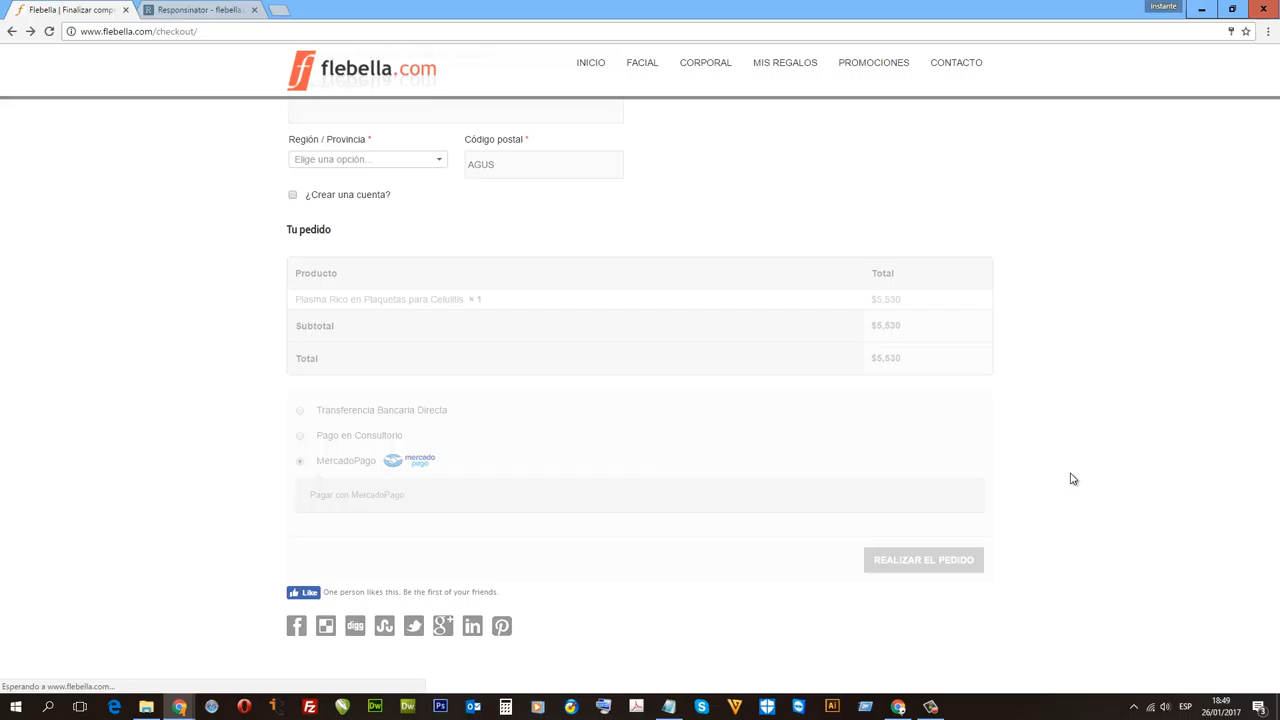 Flebella | Finalizar comp
Responsinator - flebella.
Instante
www.flebella.com/checkout/
flebella.com
INICIO
FACIAL
CORPORAL
MIS REGALOS
PROMOCIONES
CONTACTO
Región / Provincia *
Código postal *
Elige una opción...
AGUS
¿Crear una cuenta?
Tu pedido
Producto
Total
Plasma Rico en Plaquetas para Celulitis × 1
$5,530
Subtotal
$5,530
Total
$5,530
Transferencia Bancaria Directa
Pago en Consultorio
MercadoPago
mercado
pago
Pagar con MercadoPago
REALIZAR EL PEDIDO
Like
One person likes this. Be the first of your friends.
digg
Esperando a www.flebella.com...
ESP
18:49
26/01/2017